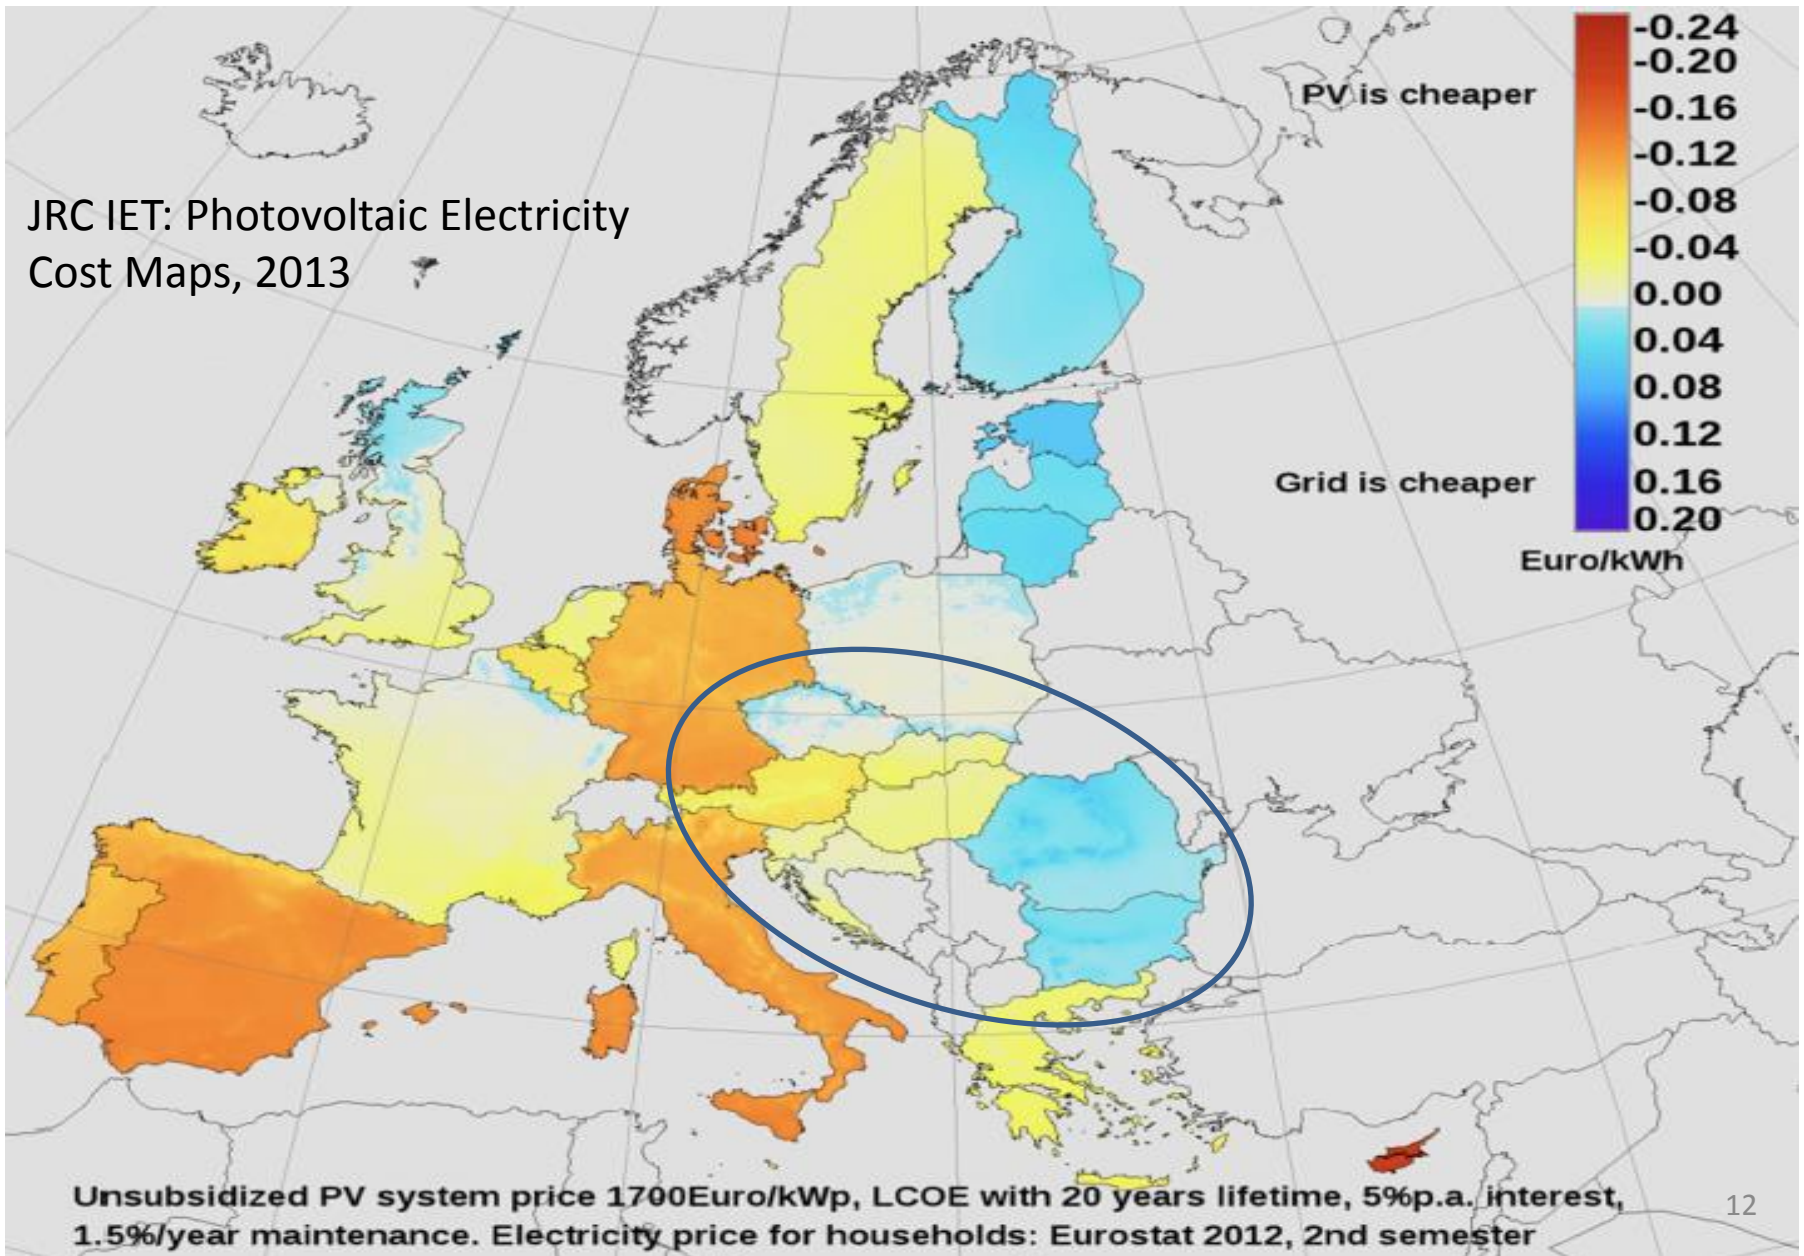 JRC IET: Photovoltaic Electricity
Cost Maps, 2013
-0.24
-0.20
PV is cheaper
-0.16
-0.12
-0.08
-0.04
0.00
0.04
0.08
0.12
Grid is cheaper
0.16
0.20
Euro/kWh
Unsubsidized PV system price 1700Euro/kWp, LCOE with 20 years lifetime, 5%p.a. interest,
1.5%/year maintenance. Electricity price for households: Eurostat 2012, 2nd semester
12